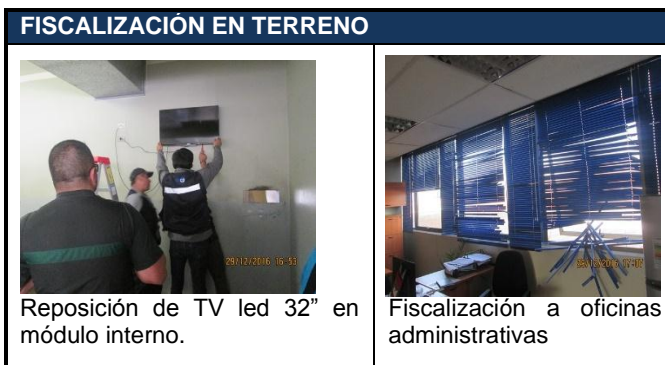 FISCALIZACIÓN EN TERRENO
29/12/2016 16:53
Reposición de TV led 32” en
módulo interno.
Fiscalización a oficinas
administrativas